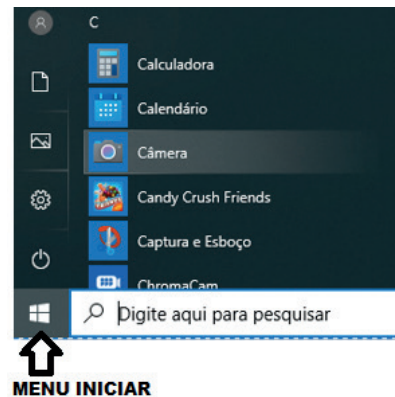 C
Calculadora
Calendário
Câmera
Candy Crush Friends
Captura e Esboço
ChromaCam
Digite aqui para pesquisar
MENU INICIAR